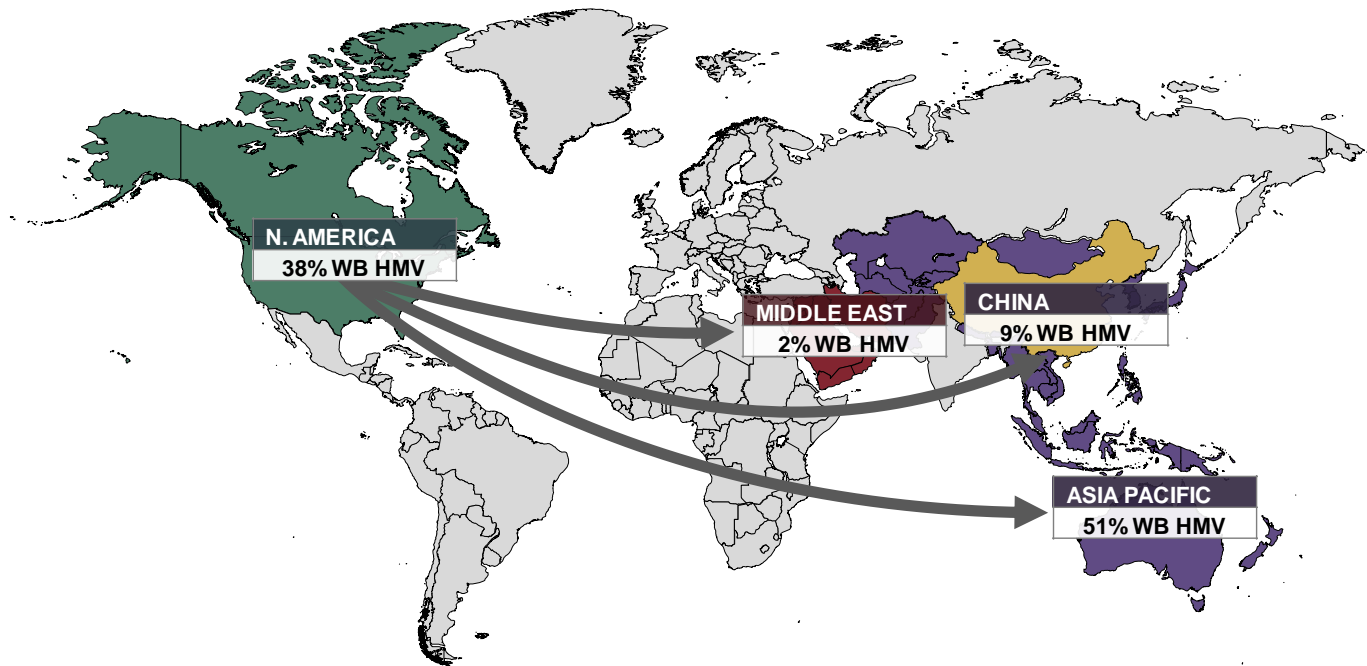 N. AMERICA
38% WB HMV
MIDDLE EAST
2% WB HMV
CHINA
9% WB HMV
ASIA PACIFIC
51% WB HMV